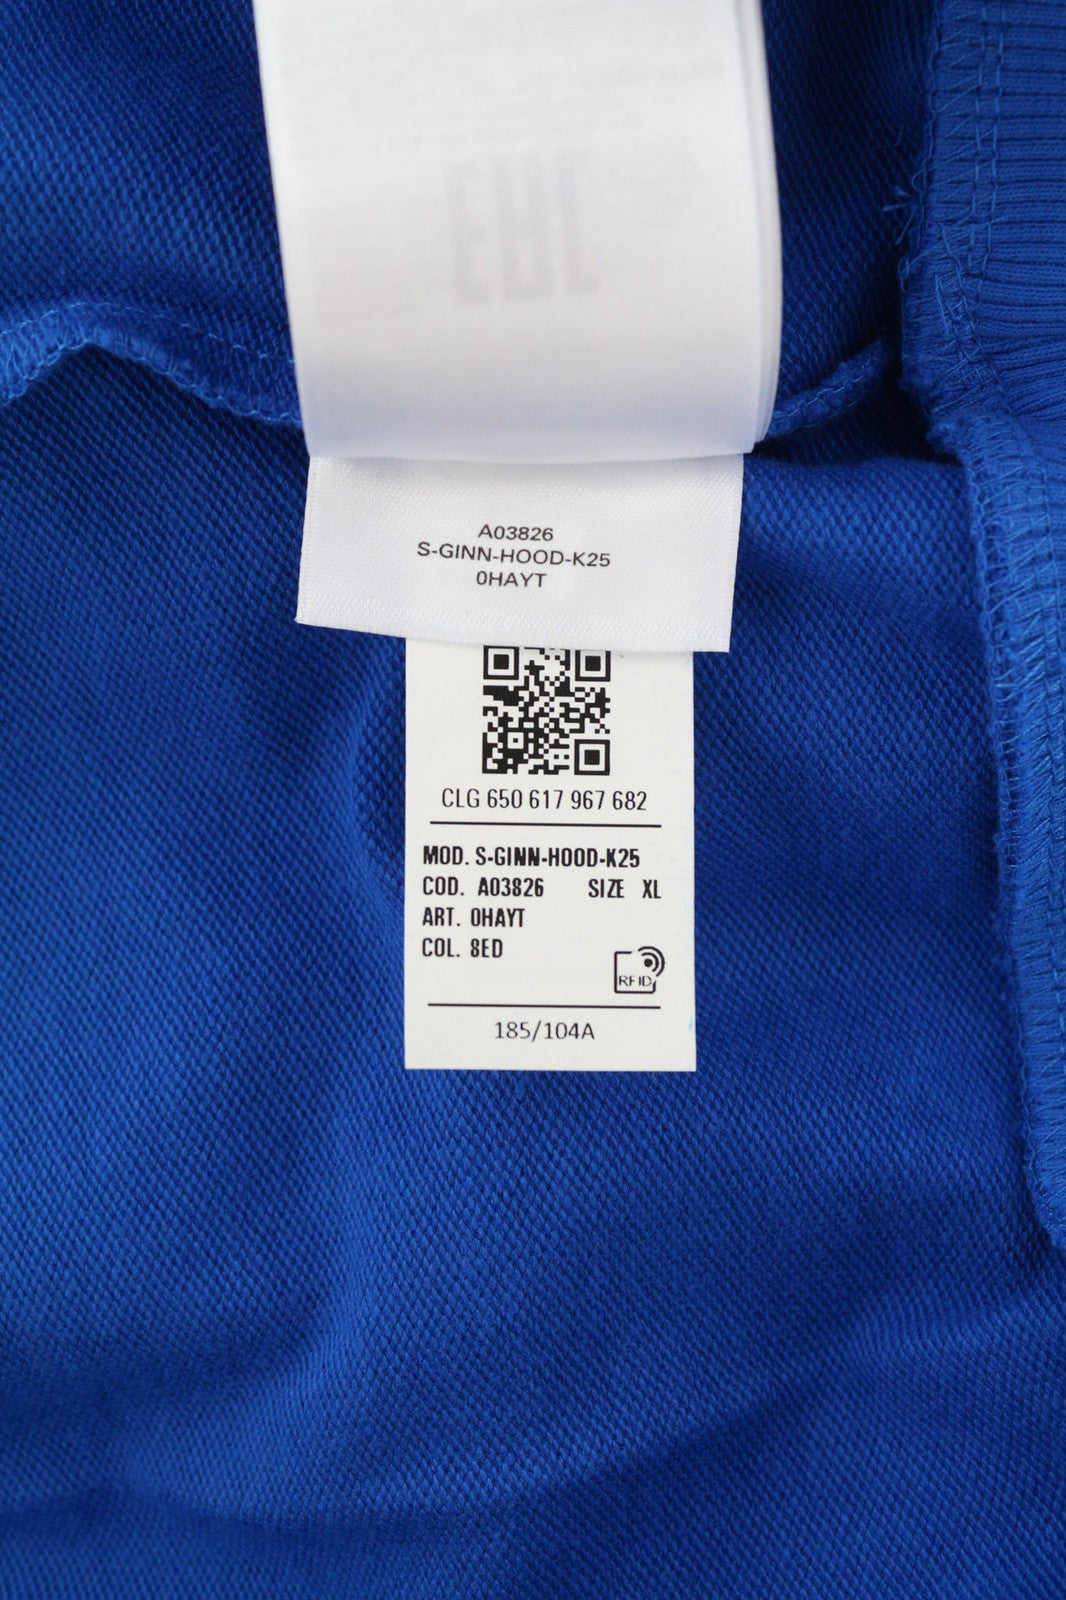 A03826
S-GINN-HOOD-K25
0HAYT
CLG 650 617 967 682
MOD. S-GINN-HOOD-K25
COD. A03826 SIZE XL
ART. 0HAYT
COL. 8ED
RFID
185/104A